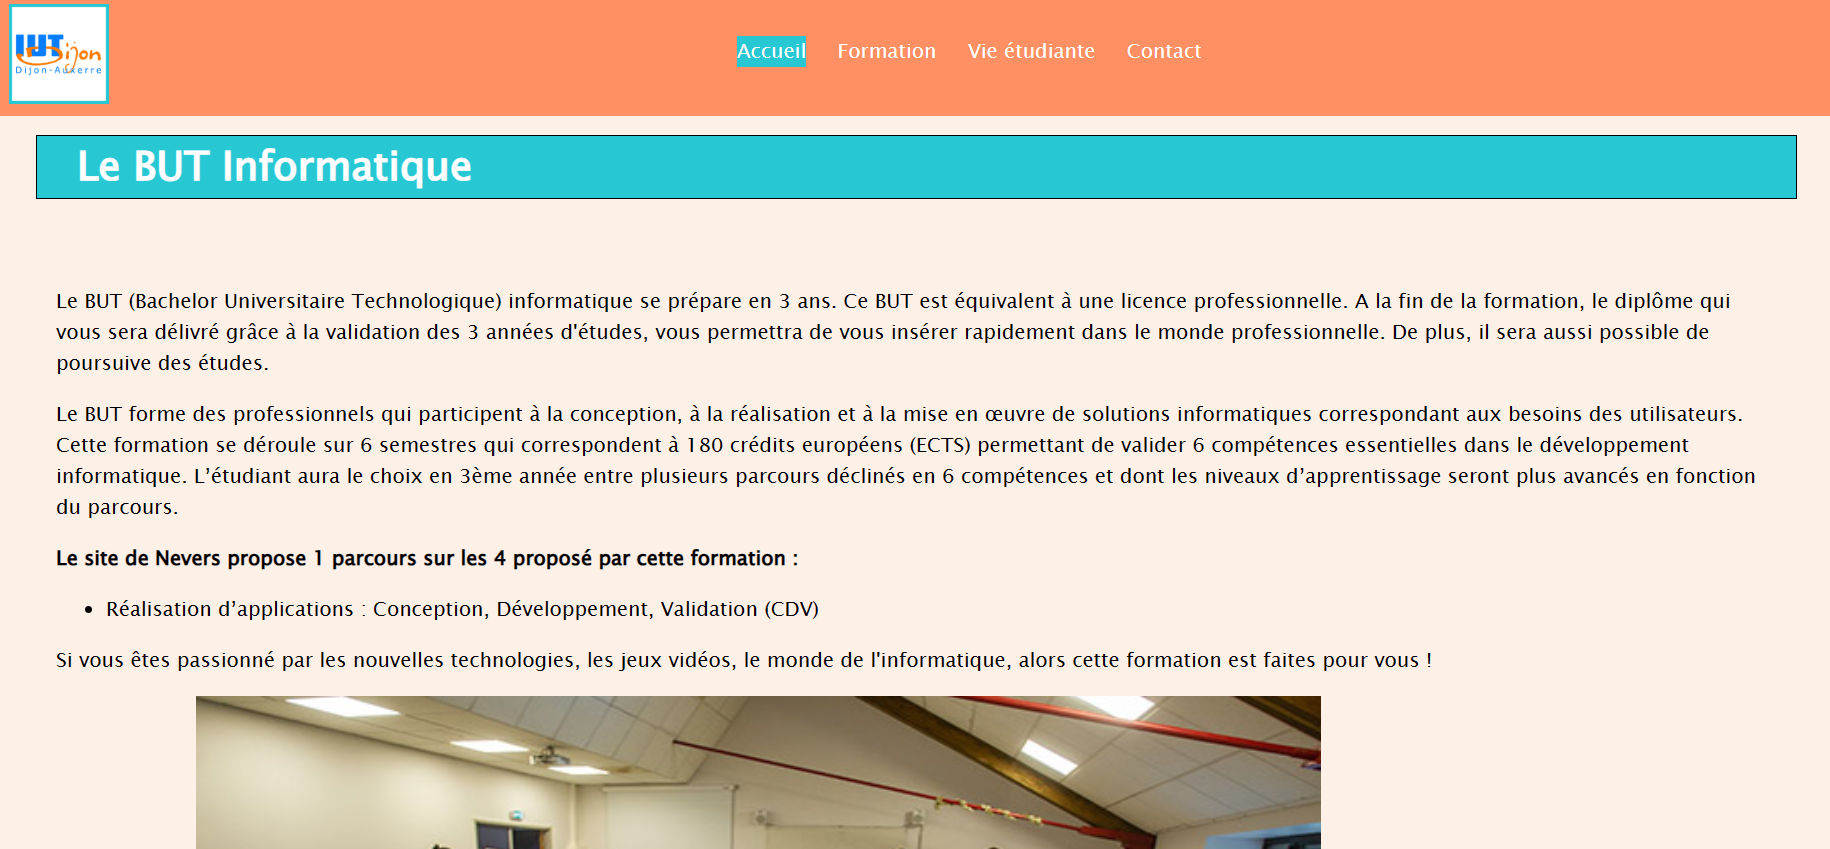 IUT Dijon
Dijon-Auxerre
Accueil Formation Vie étudiante Contact
Le BUT Informatique
Le BUT (Bachelor Universitaire Technologique) informatique se prépare en 3 ans. Ce BUT est équivalent à une licence professionnelle. A la fin de la formation, le diplôme qui
vous sera délivré grâce à la validation des 3 années d'études, vous permettra de vous insérer rapidement dans le monde professionnelle. De plus, il sera aussi possible de
poursuive des études.
Le BUT forme des professionnels qui participent à la conception, à la réalisation et à la mise en œuvre de solutions informatiques correspondant aux besoins des utilisateurs.
Cette formation se déroule sur 6 semestres qui correspondent à 180 crédits européens (ECTS) permettant de valider 6 compétences essentielles dans le développement
informatique. L’étudiant aura le choix en 3ème année entre plusieurs parcours déclinés en 6 compétences et dont les niveaux d’apprentissage seront plus avancés en fonction
du parcours.
Le site de Nevers propose 1 parcours sur les 4 proposé par cette formation :
• Réalisation d’applications : Conception, Développement, Validation (CDV)
Si vous êtes passionné par les nouvelles technologies, les jeux vidéos, le monde de l'informatique, alors cette formation est faites pour vous !